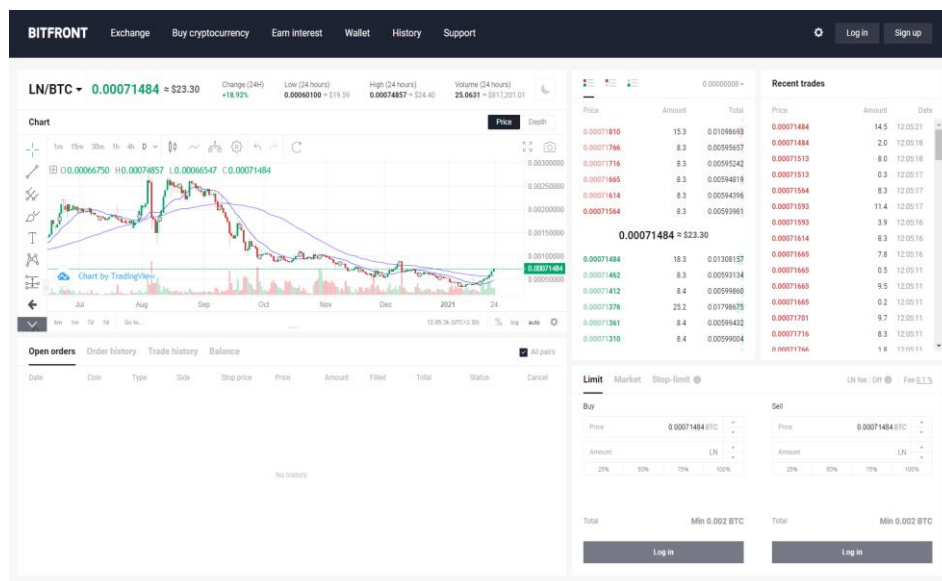 BITFRONT Exchange Buy cryptocurrency Earn interest Wallet History Support Log in Sign up
LN/BTC 0.00071484 ≈ $23.30
Change (24H) +18.92%
Low (24 hours) 0.00060100 ≈ $19.59
High (24 hours) 0.00074857 ≈ $24.40
Volume (24 hours) 25.0631 ≈ $817,201.01
Chart Price Depth
1m 15m 30m 1h 4h D
O0.00066750 H0.00074857 L0.00066547 C0.00071484
0.00300000
0.00250000
0.00200000
0.00150000
0.00100000
0.00071484
0.00050000
Chart by TradingView
Jul Aug Sep Oct Nov Dec 2021 24
6m 1m 7d 1d Go to... 12:05:36 % log auto
Open orders Order history Trade history Balance All pairs
Date Coin Type Side Stop price Price Amount Filled Total Status Cancel
No history
0.00000008
Price Amount Total
0.00071810 15.3 0.01098693
0.00071766 8.3 0.00595657
0.00071716 8.3 0.00595242
0.00071665 8.3 0.00594819
0.00071614 8.3 0.00594396
0.00071564 8.3 0.00593981
0.00071484 ≈ $23.30
0.00071484 18.3 0.01308157
0.00071462 8.3 0.00593134
0.00071412 8.4 0.00599860
0.00071376 25.2 0.01798675
0.00071361 8.4 0.00599432
0.00071310 8.4 0.00599004
Recent trades
Price Amount Date
0.00071484 14.5 12:05:21
0.00071484 2.0 12:05:18
0.00071513 8.0 12:05:18
0.00071513 0.3 12:05:17
0.00071564 8.3 12:05:17
0.00071593 11.4 12:05:17
0.00071593 3.9 12:05:16
0.00071614 8.3 12:05:16
0.00071665 7.8 12:05:16
0.00071665 0.5 12:05:11
0.00071665 9.5 12:05:11
0.00071665 0.2 12:05:11
0.00071701 9.7 12:05:11
0.00071716 8.3 12:05:11
0.00071766 1.8 12:05:11
Limit Market Stop-limit LN fee : Off Fee 0.1 %
Buy
Price 0.00071484 BTC
Amount LN
25% 50% 75% 100%
Total Min 0.002 BTC
Log in
Sell
Price 0.00071484 BTC
Amount LN
25% 50% 75% 100%
Total Min 0.002 BTC
Log in